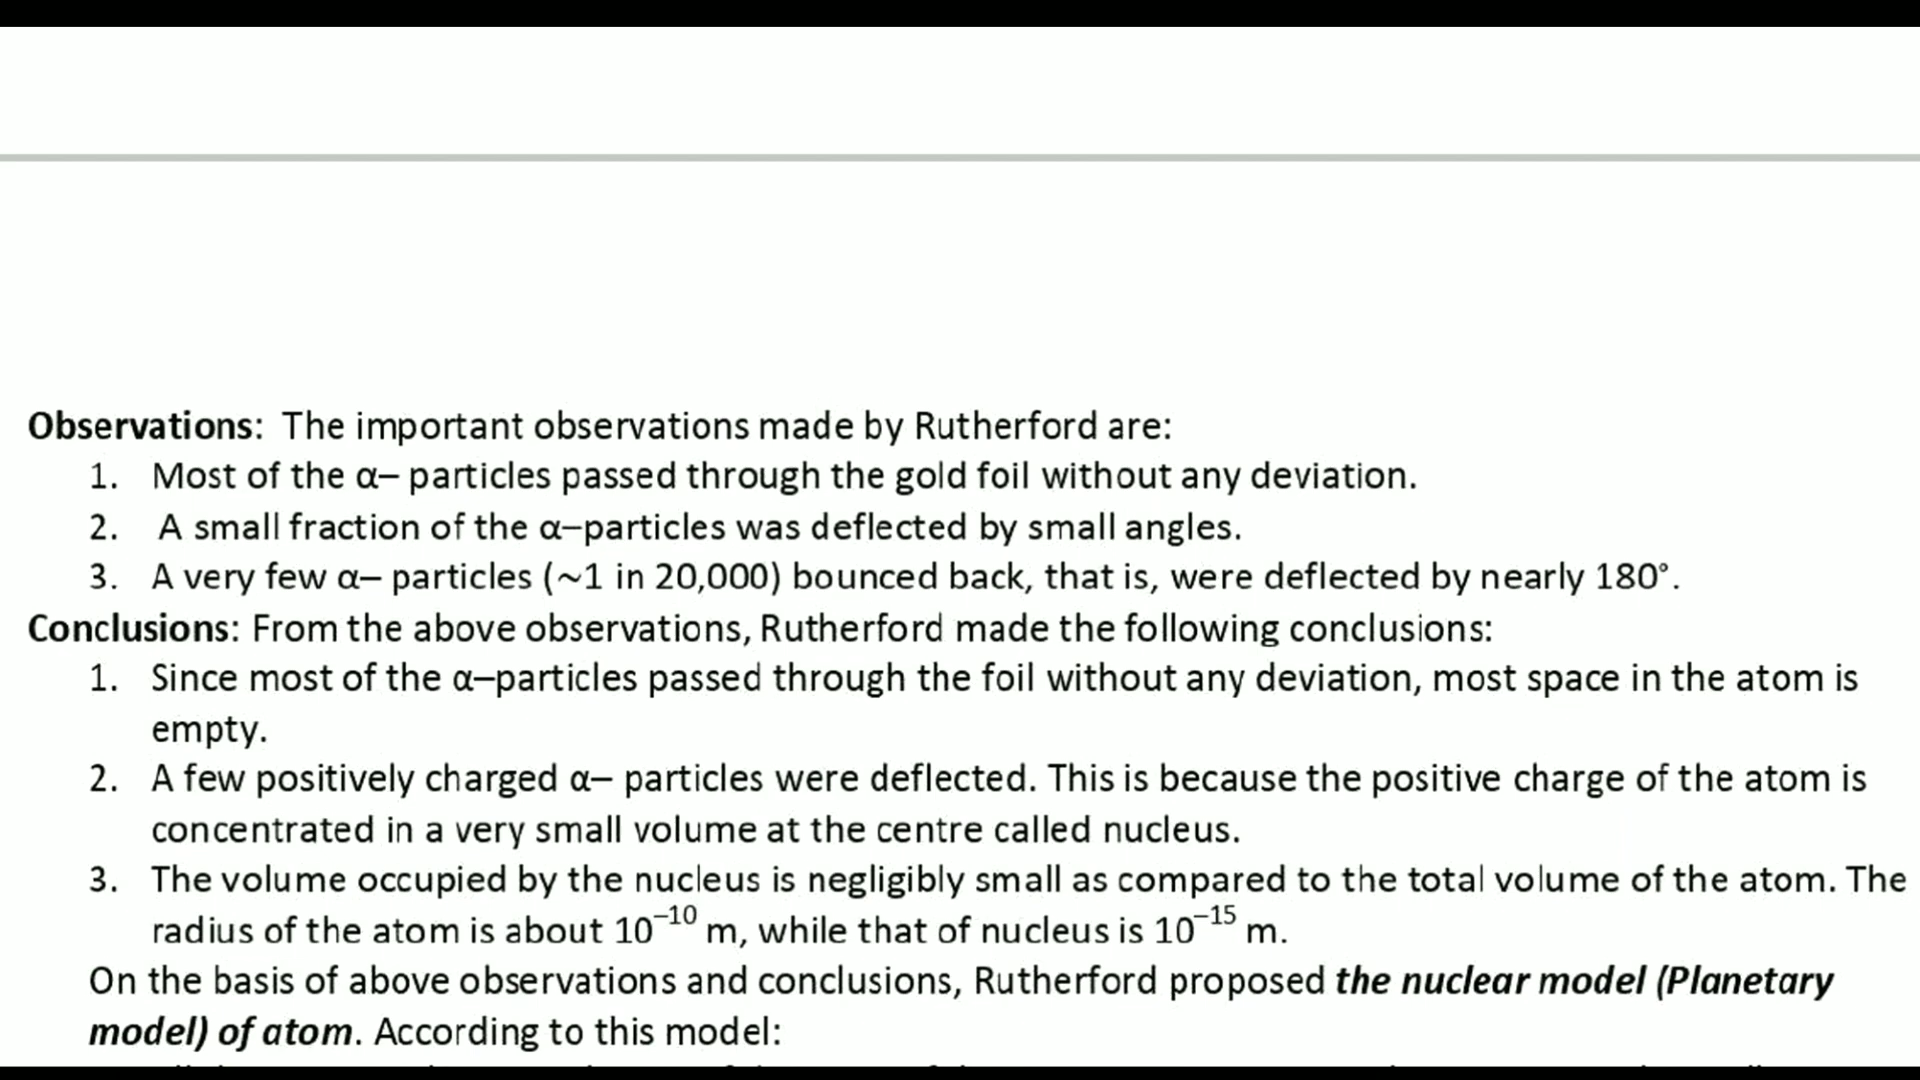 Observations: The important observations made by Rutherford are:
1. Most of the α– particles passed through the gold foil without any deviation.
2. A small fraction of the α–particles was deflected by small angles.
3. A very few α– particles (~1 in 20,000) bounced back, that is, were deflected by nearly 180°.
Conclusions: From the above observations, Rutherford made the following conclusions:
1. Since most of the α–particles passed through the foil without any deviation, most space in the atom is
empty.
2. A few positively charged α– particles were deflected. This is because the positive charge of the atom is
concentrated in a very small volume at the centre called nucleus.
3. The volume occupied by the nucleus is negligibly small as compared to the total volume of the atom. The
radius of the atom is about 10⁻¹⁰ m, while that of nucleus is 10⁻¹⁵ m.
On the basis of above observations and conclusions, Rutherford proposed the nuclear model (Planetary
model) of atom. According to this model: